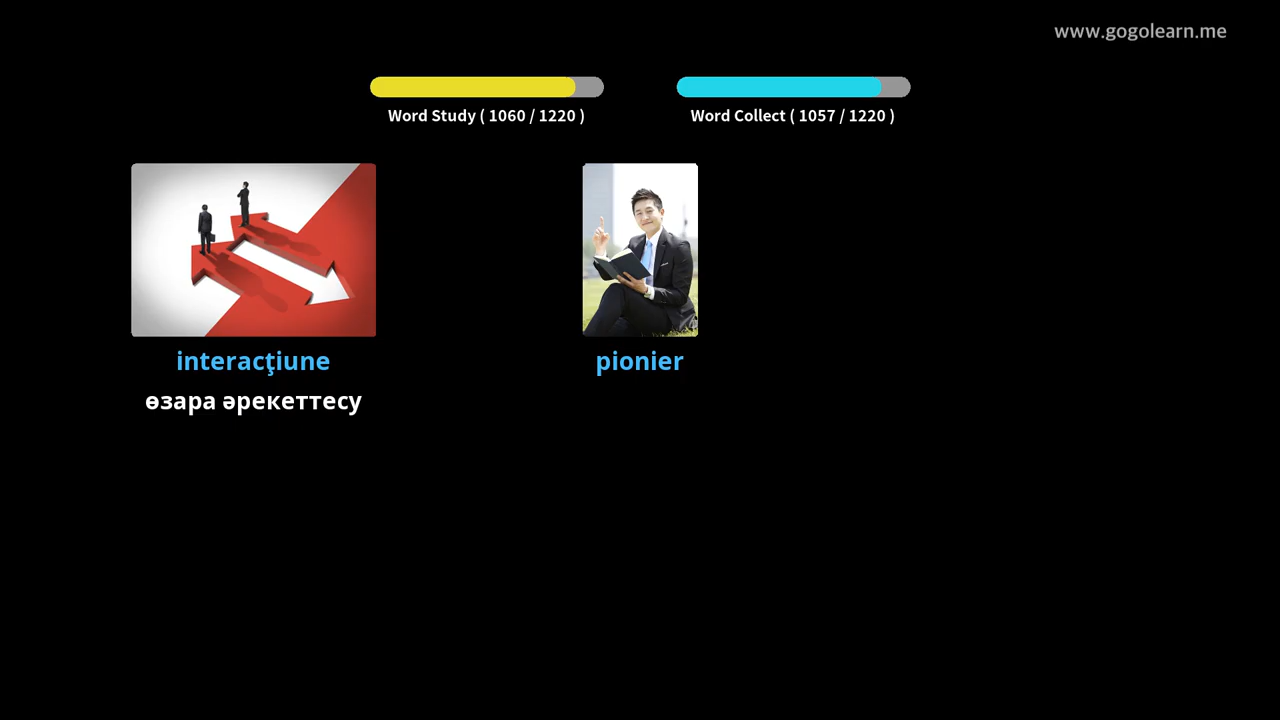 www.gogolearn.me
Word Study ( 1060 / 1220 )
Word Collect ( 1057 / 1220 )
interacţiune
pionier
өзара әрекеттесу